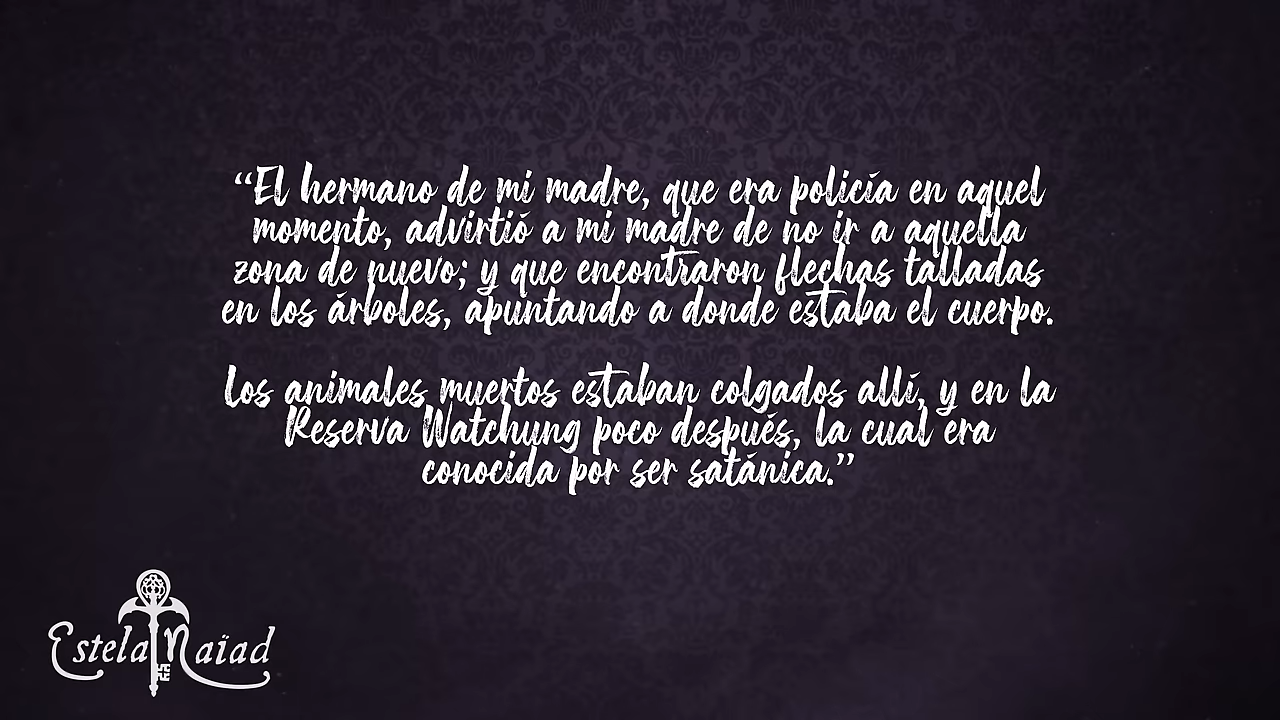 “El hermano de mi madre, que era policía en aquel
momento, advirtió a mi madre de no ir a aquella
zona de nuevo; y que encontraron flechas talladas
en los árboles, apuntando a donde estaba el cuerpo.
Los animales muertos estaban colgados allí, y en la
Reserva Watchung poco después, la cual era
conocida por ser satánica.”
Estela Naïad